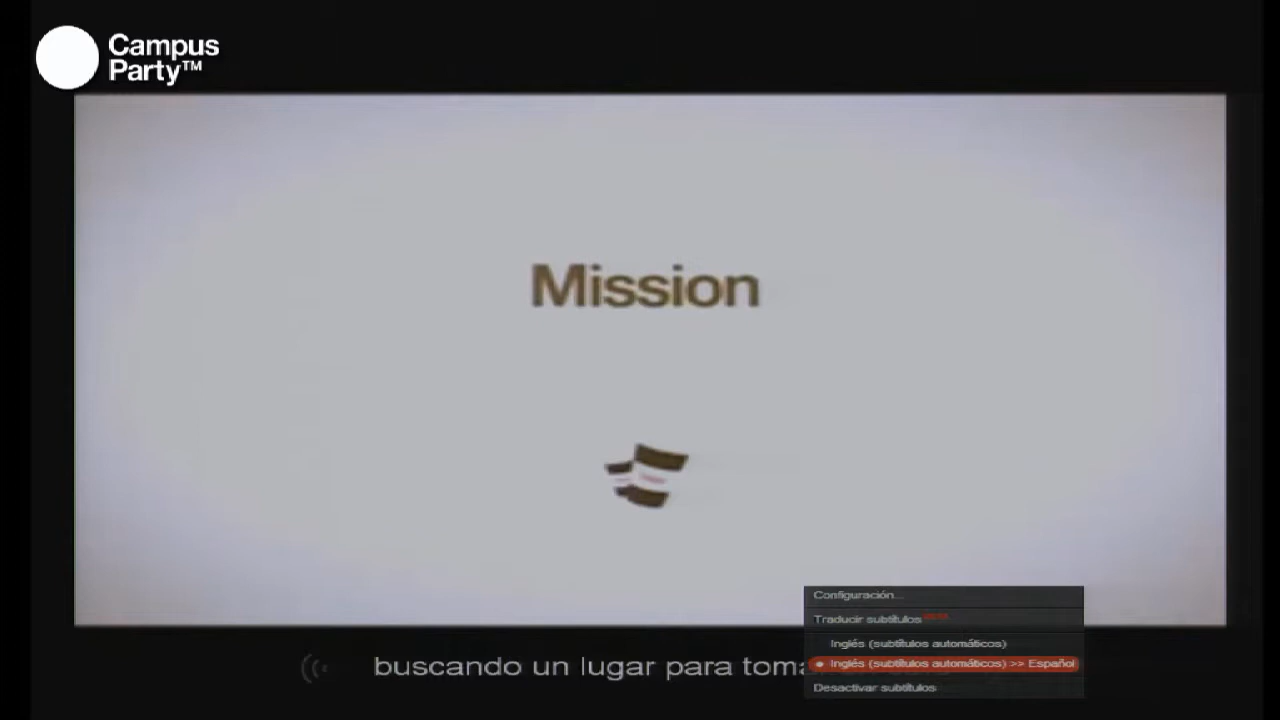 Campus
Party™
Mission
Configuración...
Traducir subtítulos
Inglés (subtítulos automáticos)
Inglés (subtítulos automáticos) >> Español
Desactivar subtítulos
buscando un lugar para